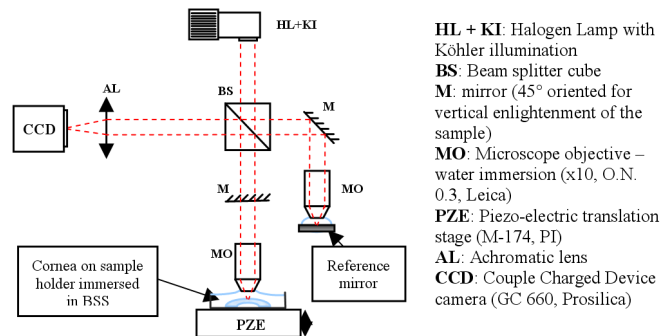 HL+KI
AL
BS
M
CCD
M
MO
MO
Cornea on sample
holder immersed
in BSS
Reference
mirror
PZE
HL + KI: Halogen Lamp with
Köhler illumination
BS: Beam splitter cube
M: mirror (45° oriented for
vertical enlightenment of the
sample)
MO: Microscope objective –
water immersion (x10, O.N.
0.3, Leica)
PZE: Piezo-electric translation
stage (M-174, PI)
AL: Achromatic lens
CCD: Couple Charged Device
camera (GC 660, Prosilica)